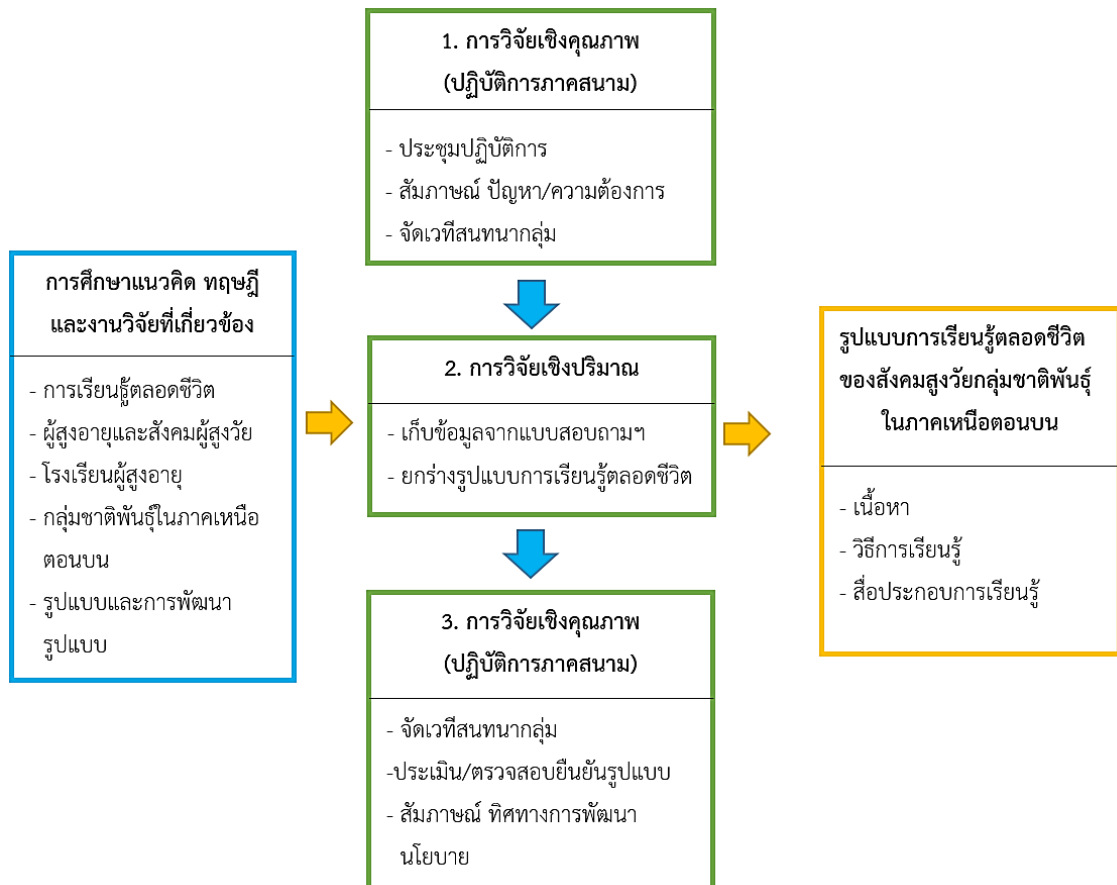 1. การวิจัยเชิงคุณภาพ
(ปฏิบัติการภาคสนาม)
- ประชุมปฏิบัติการ
- สัมภาษณ์ ปัญหา/ความต้องการ
- จัดเวทีสนทนากลุ่ม
การศึกษาแนวคิด ทฤษฎี
และงานวิจัยที่เกี่ยวข้อง
- การเรียนรู้ตลอดชีวิต
- ผู้สูงอายุและสังคมผู้สูงวัย
- โรงเรียนผู้สูงอายุ
- กลุ่มชาติพันธุ์ในภาคเหนือ
ตอนบน
- รูปแบบและการพัฒนา
รูปแบบ
2. การวิจัยเชิงปริมาณ
- เก็บข้อมูลจากแบบสอบถามฯ
- ยกร่างรูปแบบการเรียนรู้ตลอดชีวิต
3. การวิจัยเชิงคุณภาพ
(ปฏิบัติการภาคสนาม)
- จัดเวทีสนทนากลุ่ม
-ประเมิน/ตรวจสอบยืนยันรูปแบบ
- สัมภาษณ์ ทิศทางการพัฒนา
นโยบาย
รูปแบบการเรียนรู้ตลอดชีวิต
ของสังคมสูงวัยกลุ่มชาติพันธุ์
ในภาคเหนือตอนบน
- เนื้อหา
- วิธีการเรียนรู้
- สื่อประกอบการเรียนรู้